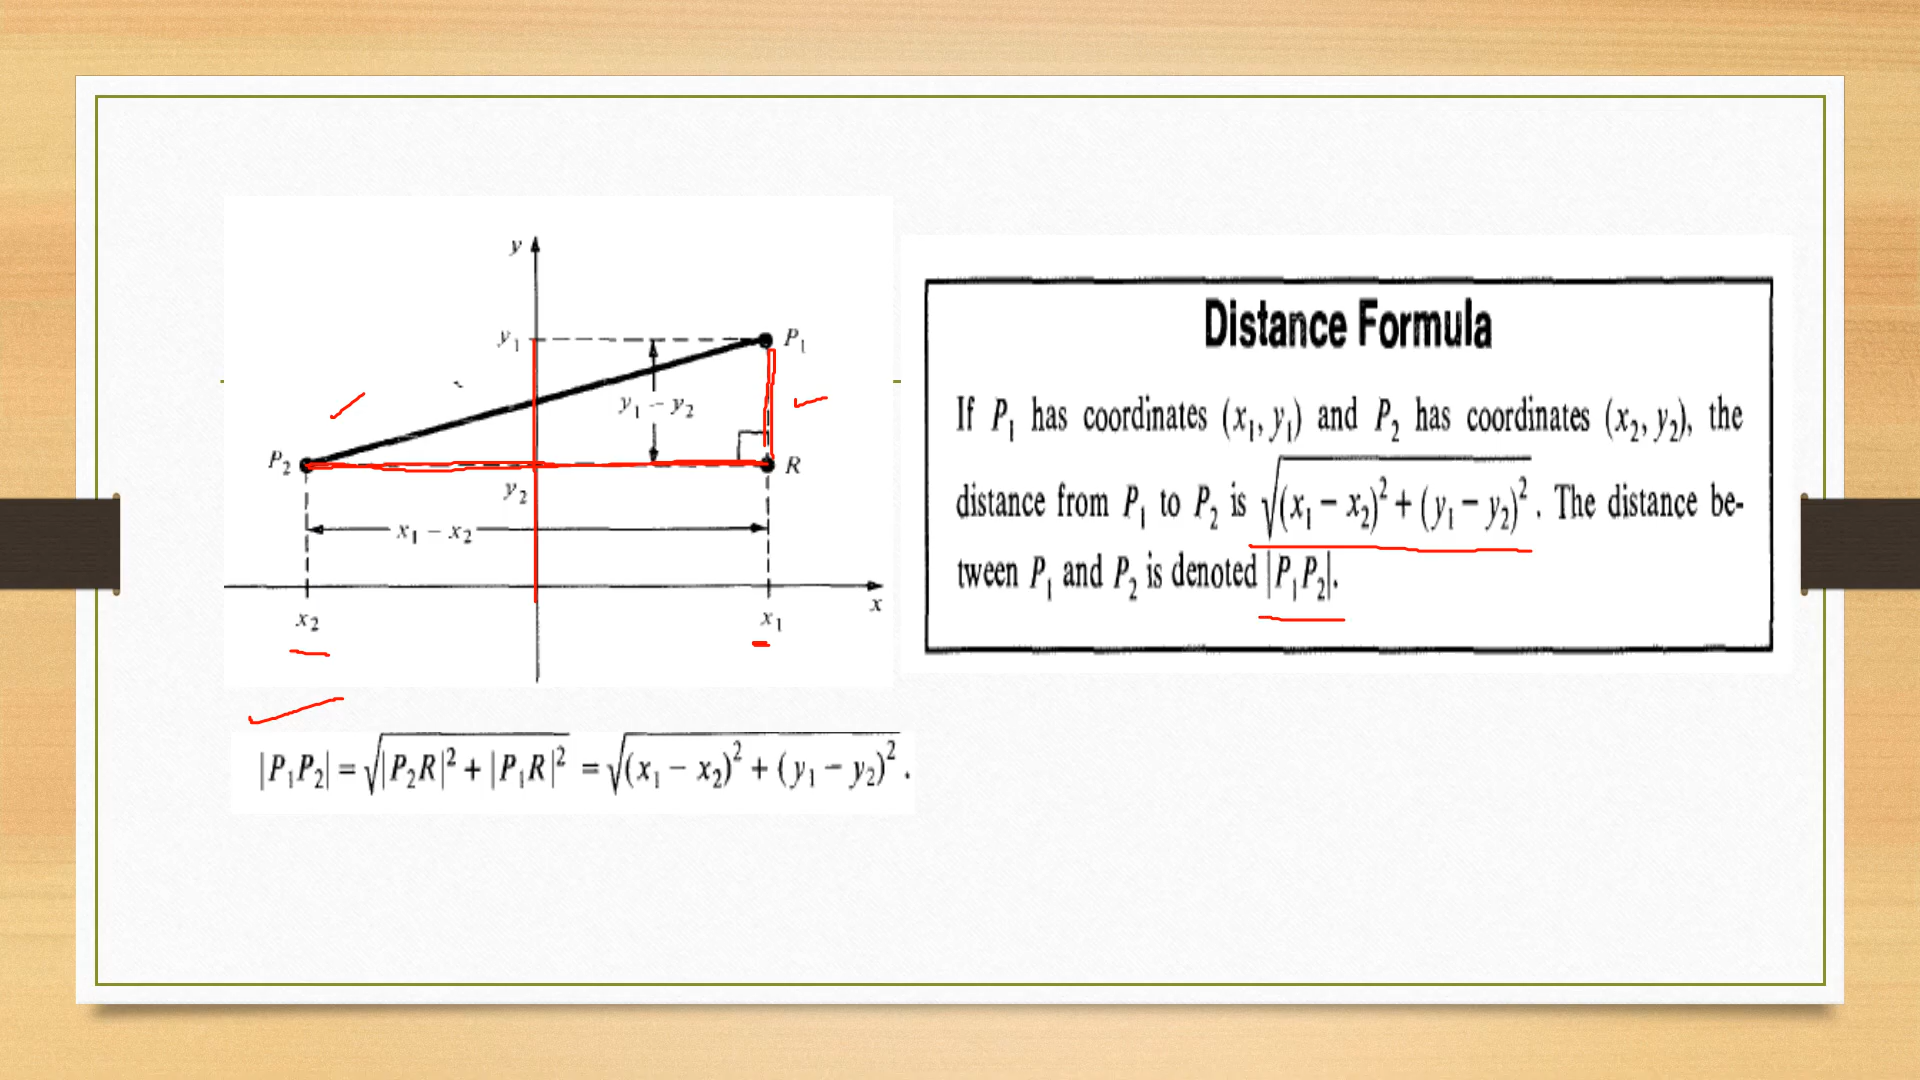 y
y₁
P₁
y₁ − y₂
P₂
R
y₂
x₁ − x₂
x₂
x₁
x
|P₁P₂| = √(|P₂R|² + |P₁R|²) = √((x₁ − x₂)² + (y₁ − y₂)²) .
Distance Formula
If P₁ has coordinates (x₁, y₁) and P₂ has coordinates (x₂, y₂), the
distance from P₁ to P₂ is √((x₁ − x₂)² + (y₁ − y₂)²) . The distance be-
tween P₁ and P₂ is denoted |P₁P₂|.